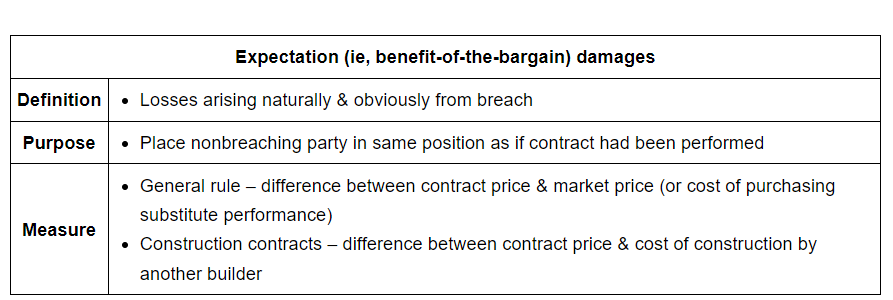 Expectation (ie, benefit-of-the-bargain) damages
Definition
• Losses arising naturally & obviously from breach
Purpose
• Place nonbreaching party in same position as if contract had been performed
Measure
• General rule – difference between contract price & market price (or cost of purchasing
substitute performance)
• Construction contracts – difference between contract price & cost of construction by
another builder